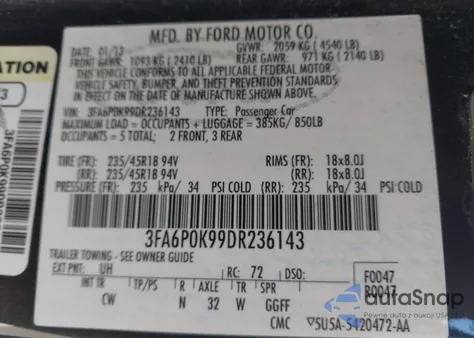 MFG. BY FORD MOTOR CO.
DATE: 01/13 GVWR: 2059 KG ( 4540 LB)
FRONT GAWR: 1093 KG ( 2410 LB) REAR GAWR: 971 KG ( 2140 LB)
THIS VEHICLE CONFORMS TO ALL APPLICABLE FEDERAL MOTOR
VEHICLE SAFETY, BUMPER, AND THEFT PREVENTION STANDARDS
IN EFFECT ON THE DATE OF MANUFACTURE SHOWN ABOVE.
VIN: 3FA6P0K99DR236143 TYPE: Passenger Car
MAXIMUM LOAD = OCCUPANTS + LUGGAGE = 385KG/ 850LB
OCCUPANTS = 5 TOTAL; 2 FRONT, 3 REAR
TIRE (FR): 235/45R18 94V RIMS (FR): 18x8.0J
(RR): 235/45R18 94V (RR): 18x8.0J
PRESSURE (FR): 235 kPa/ 34 PSI COLD (RR): 235 kPa/ 34 PSI COLD
3FA6P0K99DR236143
TRAILER TOWING - SEE OWNER GUIDE
EXT PNT: UH RC: 72 DSO: F0047
R0047
INT TR TP/PS R AXLE TR SPR
CW N 32 W GGFF
CMC
5U5A-5420472-AA
autoSnap